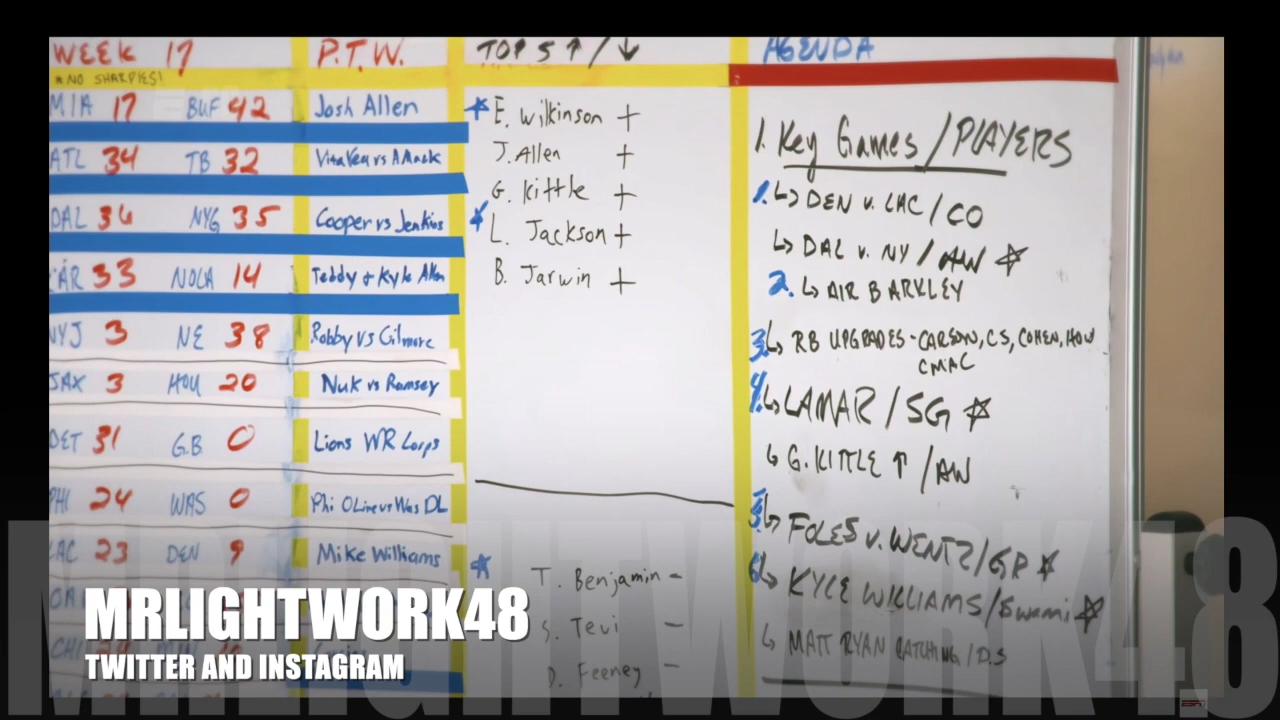 WEEK 17
P.T.W.
TOP 5 ↑/↓
AGENDA
*NO SHARPIES!
MIA 17 BUF 42 Josh Allen
ATL 34 TB 32 Vita Vea vs A Mack
DAL 36 NYG 35 Cooper vs Jenkins
CAR 33 NOLA 14 Teddy & Kyle Allen
NYJ 3 NE 38 Robby vs Gilmore
JAX 3 HOU 20 Nuk vs Ramsey
DET 31 G.B. 0 Lions WR Corps
PHI 24 WAS 0 Phi OLine vs Was DL
LAC 23 DEN 9 Mike Williams
CHI
E. Wilkinson +
J. Allen +
G. Kittle +
L. Jackson +
B. Jarwin +
T. Benjamin -
S. Tevi -
D. Feeney -
1. Key Games / PLAYERS
1. ↳ DEN v. LAC / CO
↳ DAL v. NY / AW ☆
2. ↳ AIR BARKLEY
3. ↳ RB UPGRADES - CARSON, CS, COHEN, HOW
CMAC
4. ↳ LAMAR / SG ☆
↳ G. KITTLE ↑ / AW
5. ↳ FOLES v. WENTZ / GR ☆
6. ↳ KYLE WILLIAMS / Swami ☆
↳ MATT RYAN CATCHING / DS
MRLIGHTWORK48
TWITTER AND INSTAGRAM
MRLIGHTWORK48
ESPN